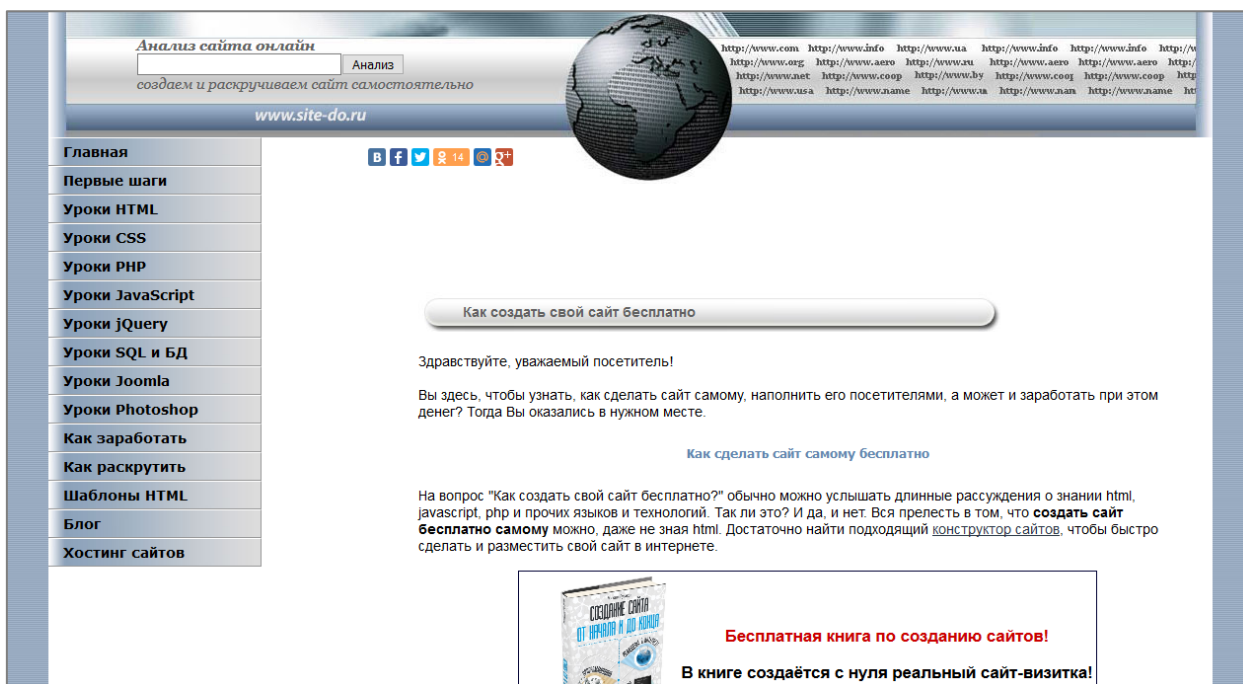 Анализ сайта онлайн
Анализ
создаем и раскручиваем сайт самостоятельно
www.site-do.ru
http://www.com http://www.info http://www.ua http://www.info http://www.info
http://www.org http://www.aero http://www.ru http://www.aero http://www.aero
http://www.net http://www.coop http://www.by http://www.coop
http://www.usa http://www.name http://www.nam http://www.name
Главная
Первые шаги
Уроки HTML
Уроки CSS
Уроки PHP
Уроки JavaScript
Уроки jQuery
Уроки SQL и БД
Уроки Joomla
Уроки Photoshop
Как заработать
Как раскрутить
Шаблоны HTML
Блог
Хостинг сайтов
14
Как создать свой сайт бесплатно
Здравствуйте, уважаемый посетитель!
Вы здесь, чтобы узнать, как сделать сайт самому, наполнить его посетителями, а может и заработать при этом
денег? Тогда Вы оказались в нужном месте.
Как сделать сайт самому бесплатно
На вопрос "Как создать свой сайт бесплатно?" обычно можно услышать длинные рассуждения о знании html,
javascript, php и прочих языков и технологий. Так ли это? И да, и нет. Вся прелесть в том, что создать сайт
бесплатно самому можно, даже не зная html. Достаточно найти подходящий конструктор сайтов, чтобы быстро
сделать и разместить свой сайт в интернете.
СОЗДАНИЕ САЙТА
ОТ НАЧАЛА И ДО КОНЦА
Бесплатная книга по созданию сайтов!
В книге создаётся с нуля реальный сайт-визитка!